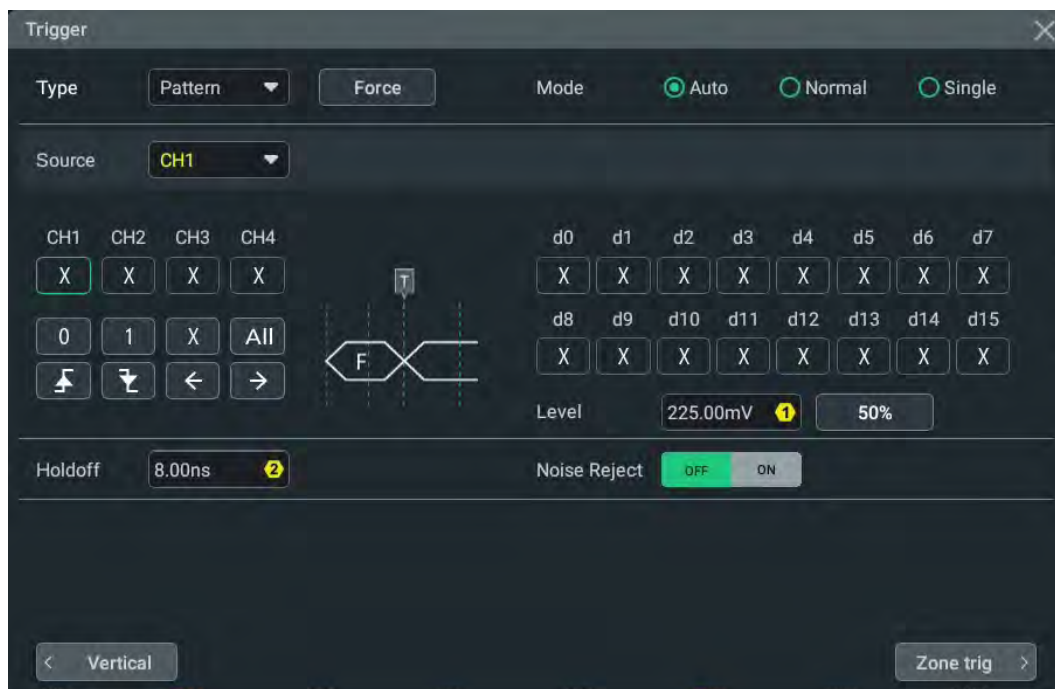 Trigger
Type Pattern Force Mode Auto Normal Single
Source CH1
CH1 CH2 CH3 CH4 d0 d1 d2 d3 d4 d5 d6 d7
X X X X T X X X X X X X X
d8 d9 d10 d11 d12 d13 d14 d15
0 1 X All F X X X X X X X X
Level 225.00mV 1 50%
Holdoff 8.00ns 2 Noise Reject OFF ON
< Vertical Zone trig >